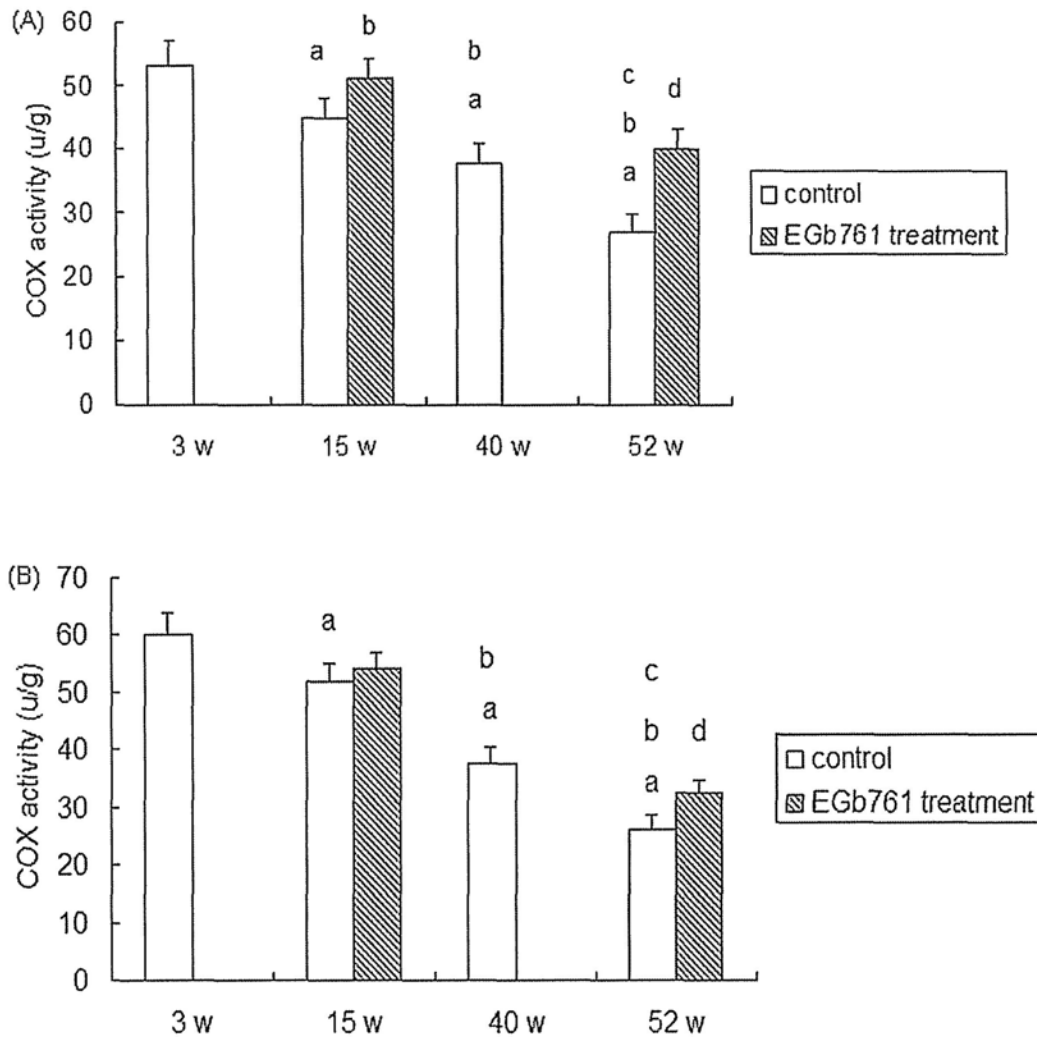 (A)
COX activity (u/g)
60
50
40
30
20
10
0
a
b
b
a
c
b
a
d
3 w
15 w
40 w
52 w
control
EGb761 treatment
(B)
COX activity (u/g)
70
60
50
40
30
20
10
0
a
b
a
c
b
a
d
3 w
15 w
40 w
52 w
control
EGb761 treatment